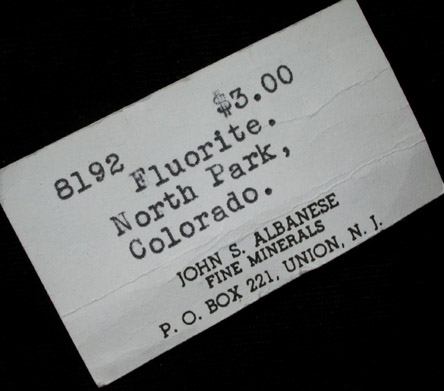 $3.00
8192 Fluorite.
North Park,
Colorado.
JOHN S. ALBANESE
FINE MINERALS
P. O. BOX 221, UNION, N. J.